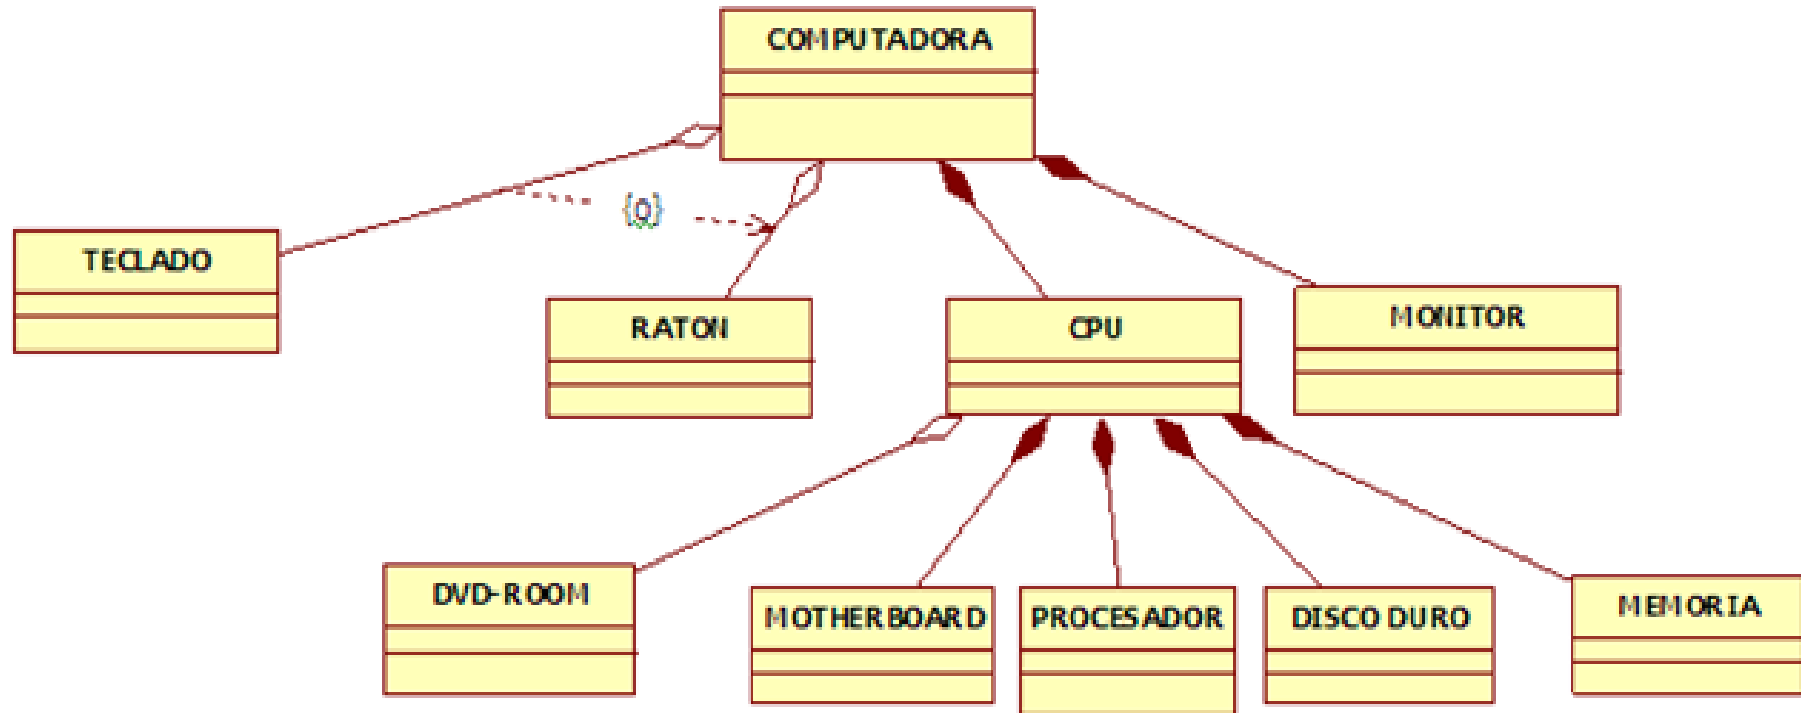 COMPUTADORA
{o}
TECLADO
RATON
CPU
MONITOR
DVD-ROOM
MOTHERBOARD
PROCESADOR
DISCO DURO
MEMORIA